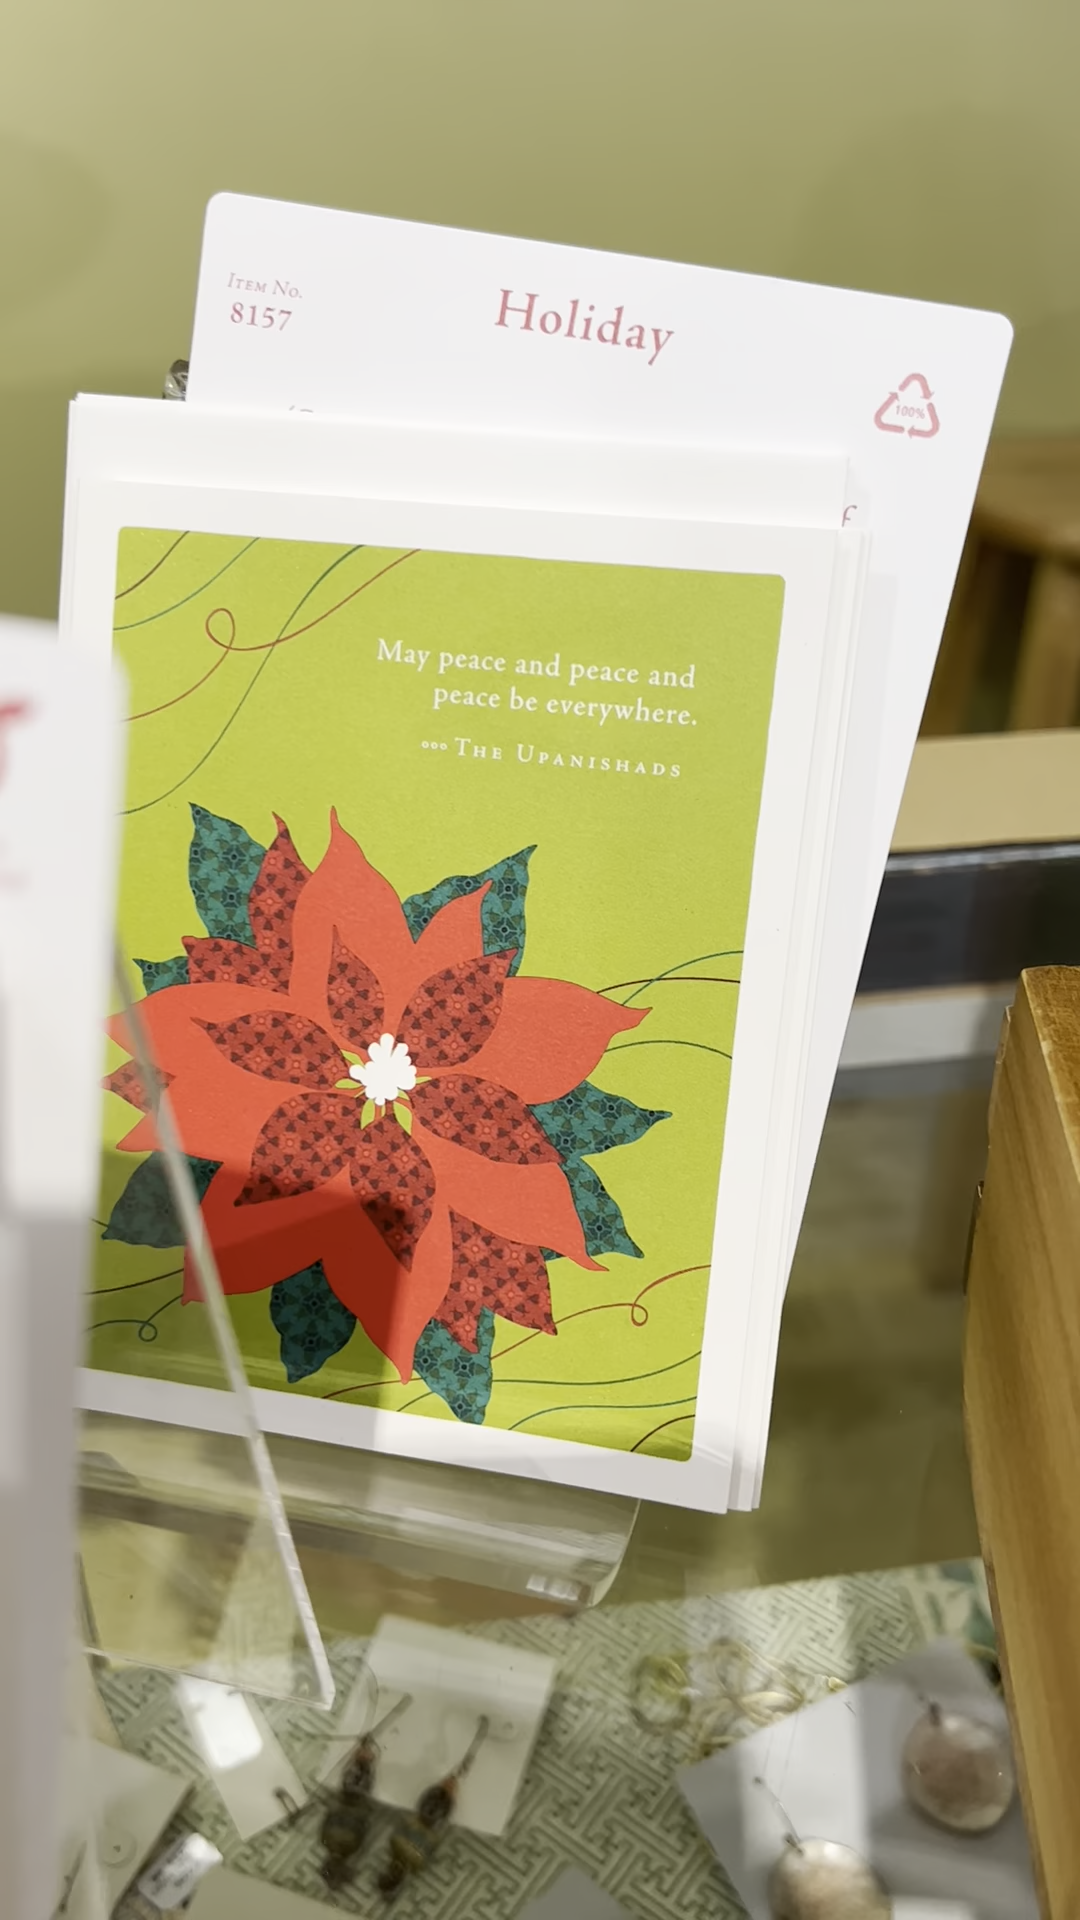 Item No.
8157
Holiday
100%
May peace and peace and
peace be everywhere.
°°° The Upanishads